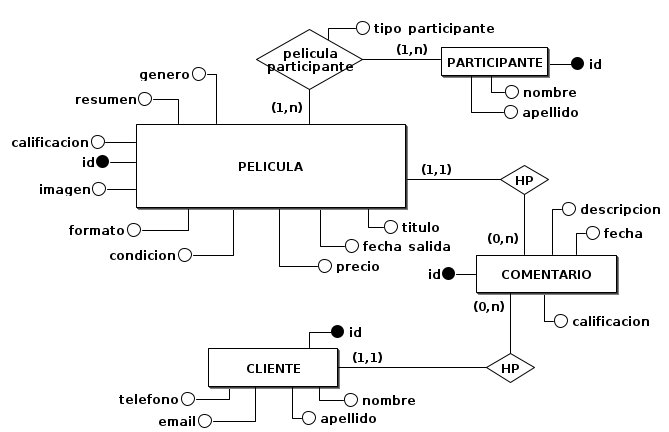 tipo participante
pelicula
participante
(1,n)
PARTICIPANTE
id
genero
nombre
resumen
(1,n)
apellido
calificacion
id
PELICULA
(1,1)
HP
imagen
descripcion
titulo
formato
fecha
(0,n)
fecha salida
condicion
precio
id
COMENTARIO
(0,n)
calificacion
id
(1,1)
CLIENTE
HP
telefono
nombre
email
apellido